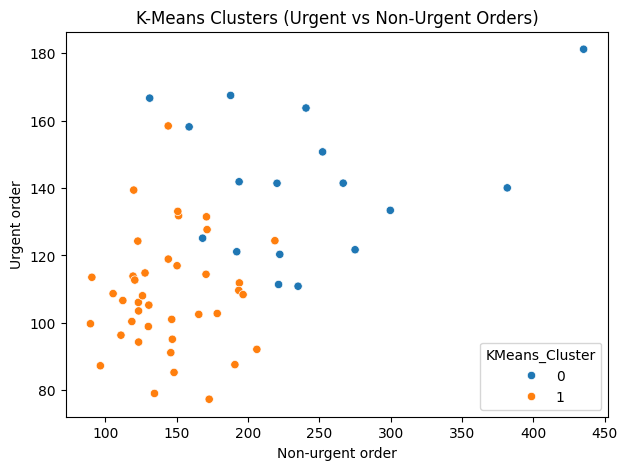 K-Means Clusters (Urgent vs Non-Urgent Orders)
180
160
140
120
100
80
Urgent order
KMeans_Cluster
0
1
100 150 200 250 300 350 400 450
Non-urgent order